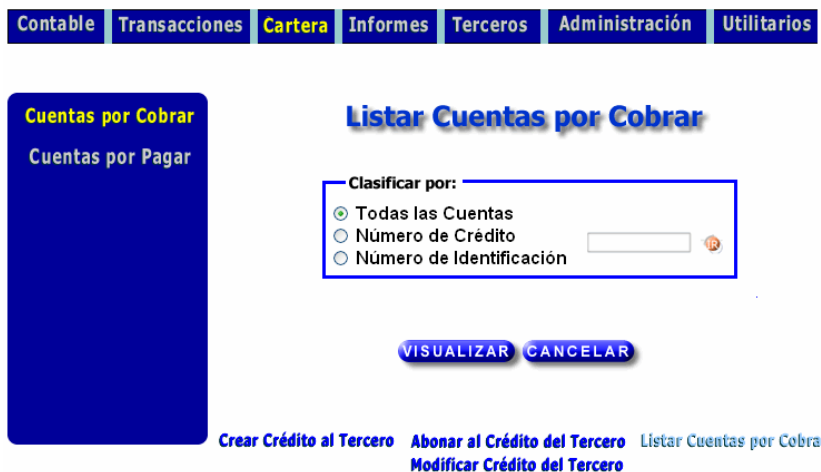 Contable Transacciones Cartera Informes Terceros Administración Utilitarios
Cuentas por Cobrar
Cuentas por Pagar
Listar Cuentas por Cobrar
Clasificar por:
Todas las Cuentas
Número de Crédito
Número de Identificación
IR
VISUALIZAR CANCELAR
Crear Crédito al Tercero Abonar al Crédito del Tercero Listar Cuentas por Cobra
Modificar Crédito del Tercero